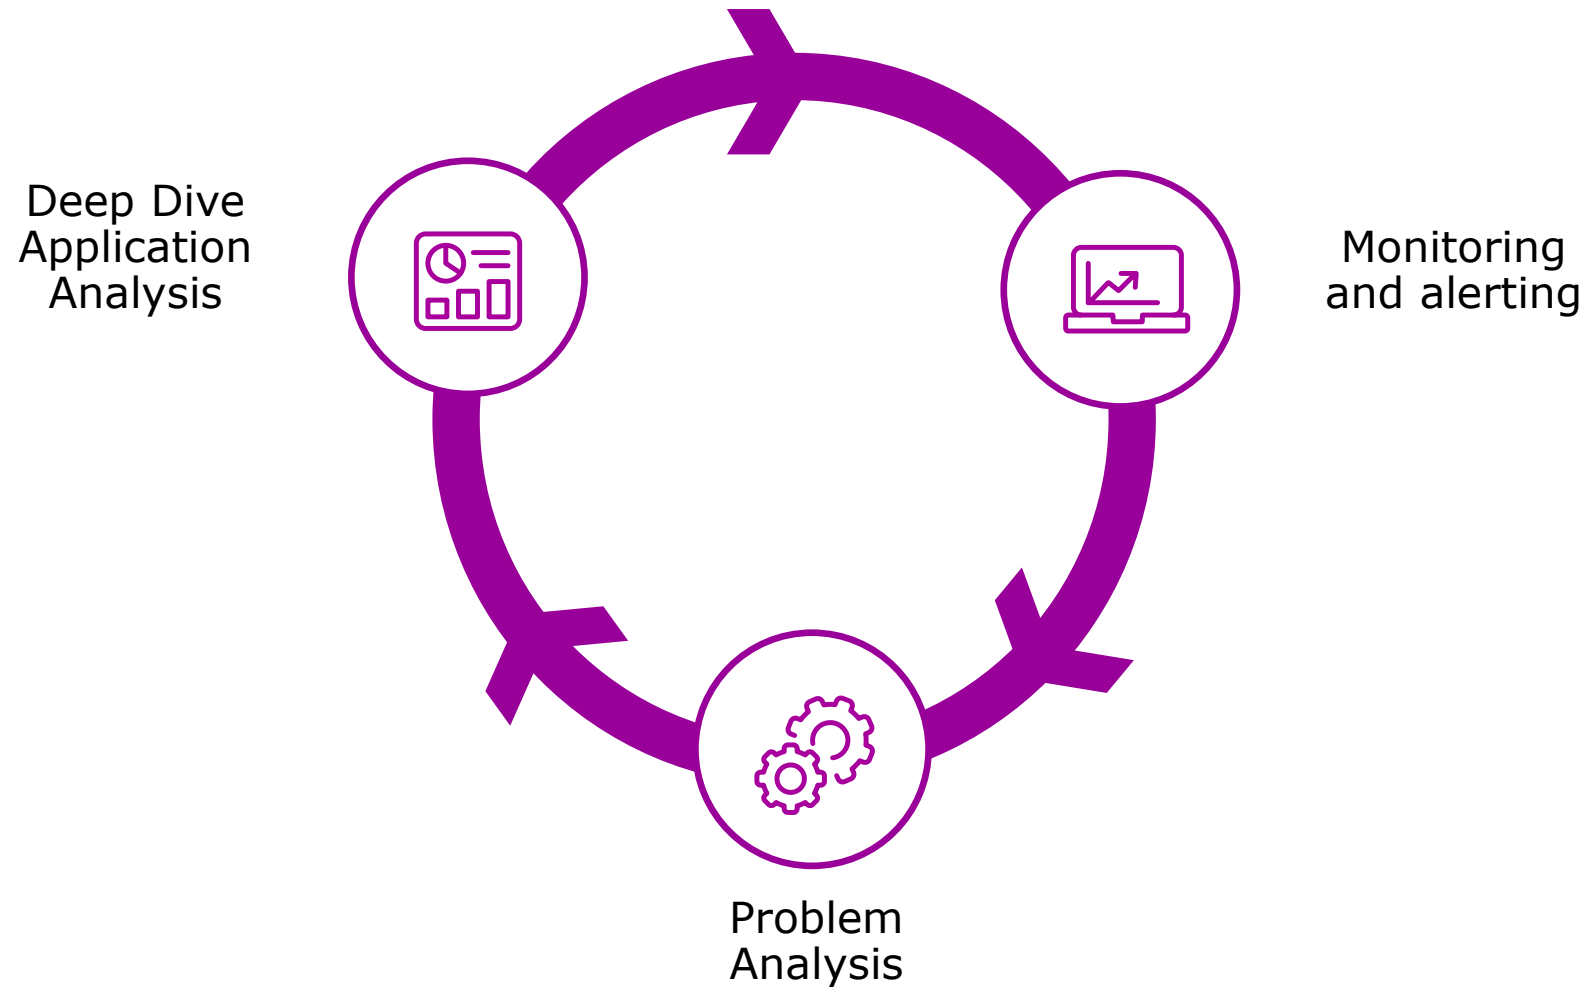 Deep Dive
Application
Analysis
Monitoring
and alerting
Problem
Analysis